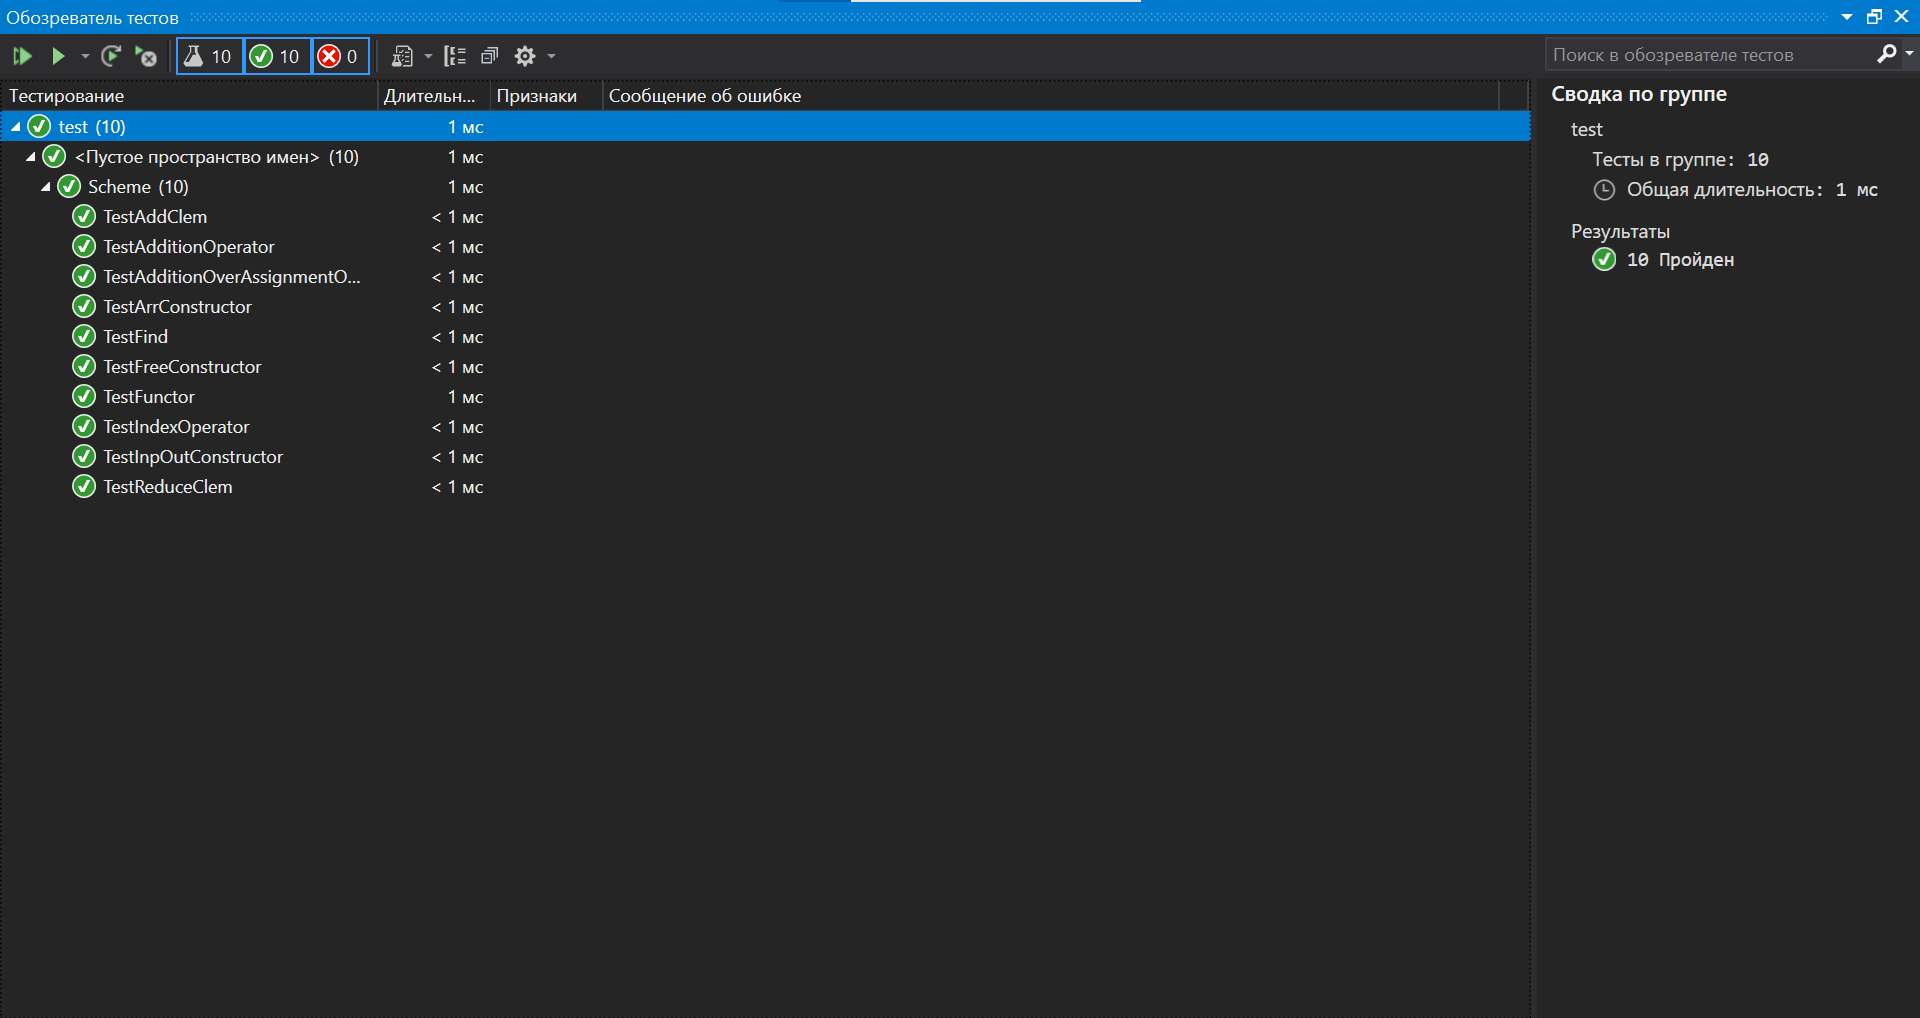 Обозреватель тестов
10 10 0
Поиск в обозревателе тестов
Тестирование Длительн... Признаки Сообщение об ошибке
test (10) 1 мс
<Пустое пространство имен> (10) 1 мс
Scheme (10) 1 мс
TestAddClem < 1 мс
TestAdditionOperator < 1 мс
TestAdditionOverAssignmentO... < 1 мс
TestArrConstructor < 1 мс
TestFind < 1 мс
TestFreeConstructor < 1 мс
TestFunctor 1 мс
TestIndexOperator < 1 мс
TestInpOutConstructor < 1 мс
TestReduceClem < 1 мс
Сводка по группе
test
Тесты в группе: 10
Общая длительность: 1 мс
Результаты
10 Пройден